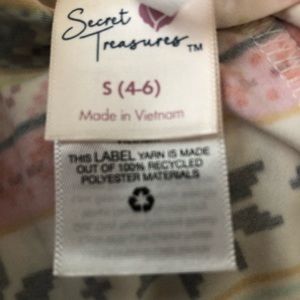 Secret
Treasures™
S (4-6)
Made in Vietnam
THIS LABEL YARN IS MADE
OUT OF 100% RECYCLED
POLYESTER MATERIALS